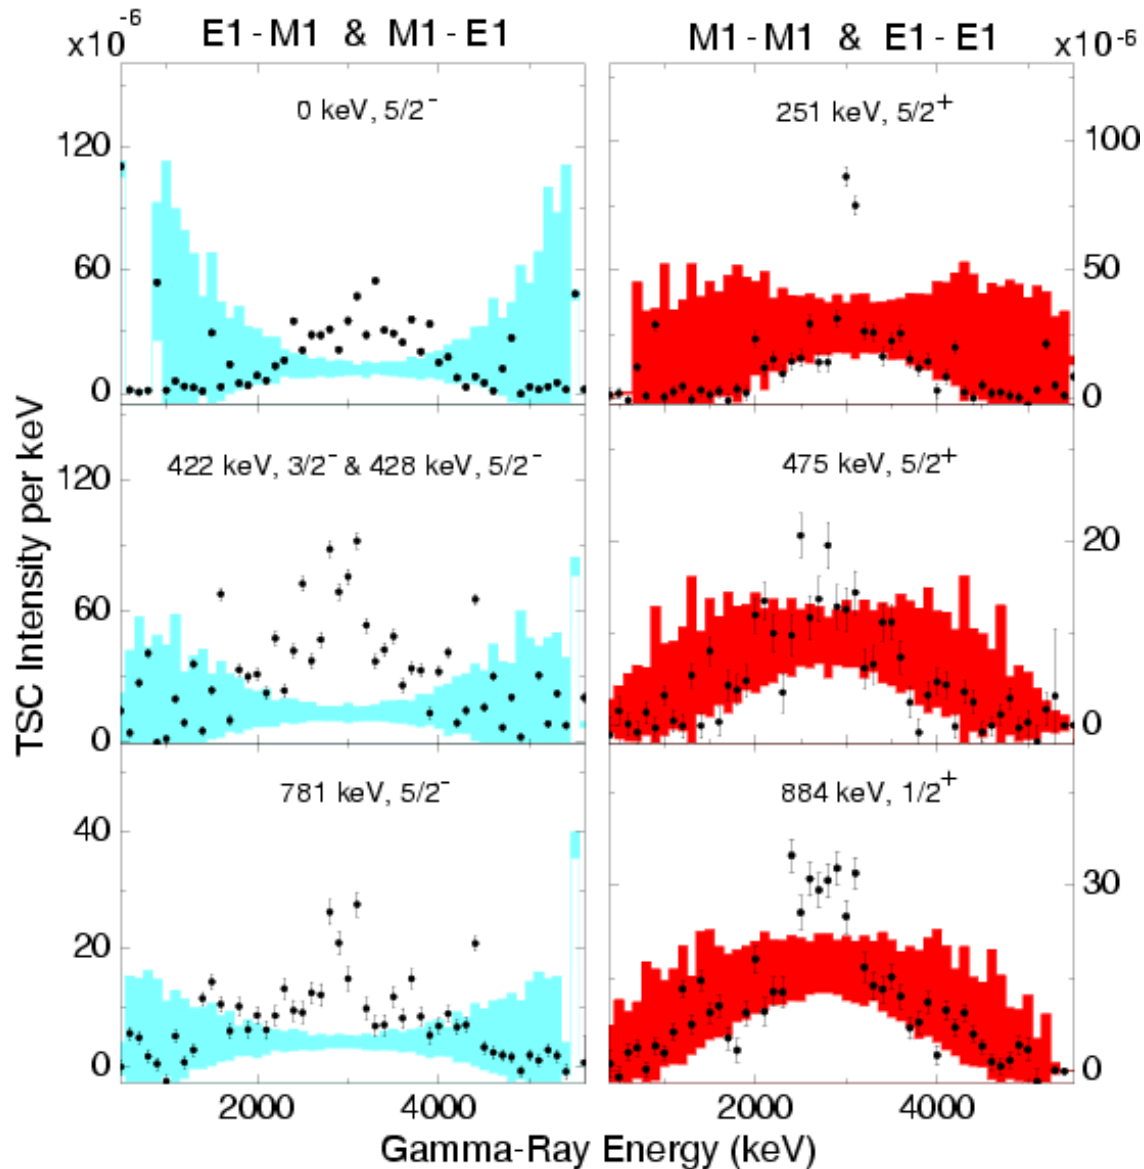 E1-M1 & M1-E1
M1-M1 & E1-E1
x10⁻⁶
x10⁻⁶
0 keV, 5/2⁻
251 keV, 5/2⁺
120
60
0
100
50
0
422 keV, 3/2⁻ & 428 keV, 5/2⁻
475 keV, 5/2⁺
120
60
0
20
0
781 keV, 5/2⁻
884 keV, 1/2⁺
40
20
0
30
0
TSC Intensity per keV
2000 4000 2000 4000
Gamma-Ray Energy (keV)